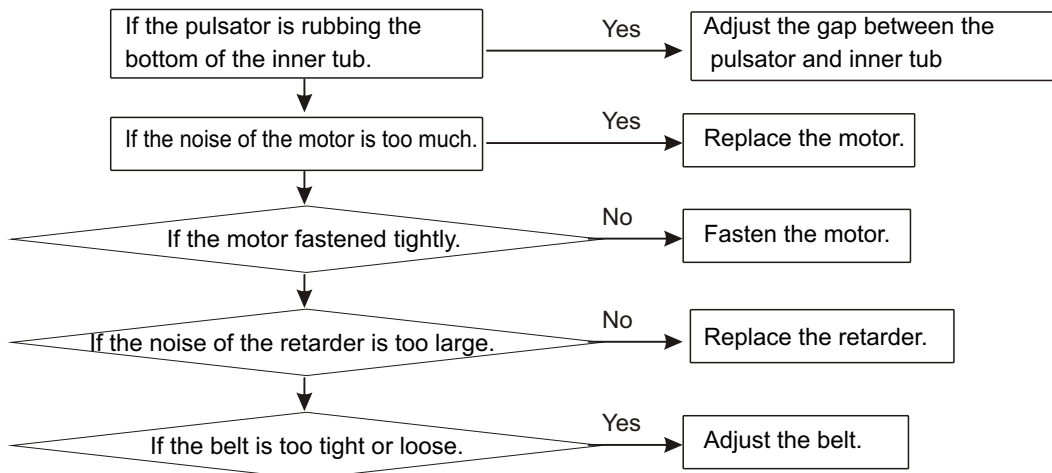 If the pulsator is rubbing the
bottom of the inner tub.
Yes
Adjust the gap between the
pulsator and inner tub
If the noise of the motor is too much.
Yes
Replace the motor.
If the motor fastened tightly.
No
Fasten the motor.
If the noise of the retarder is too large.
No
Replace the retarder.
If the belt is too tight or loose.
Yes
Adjust the belt.